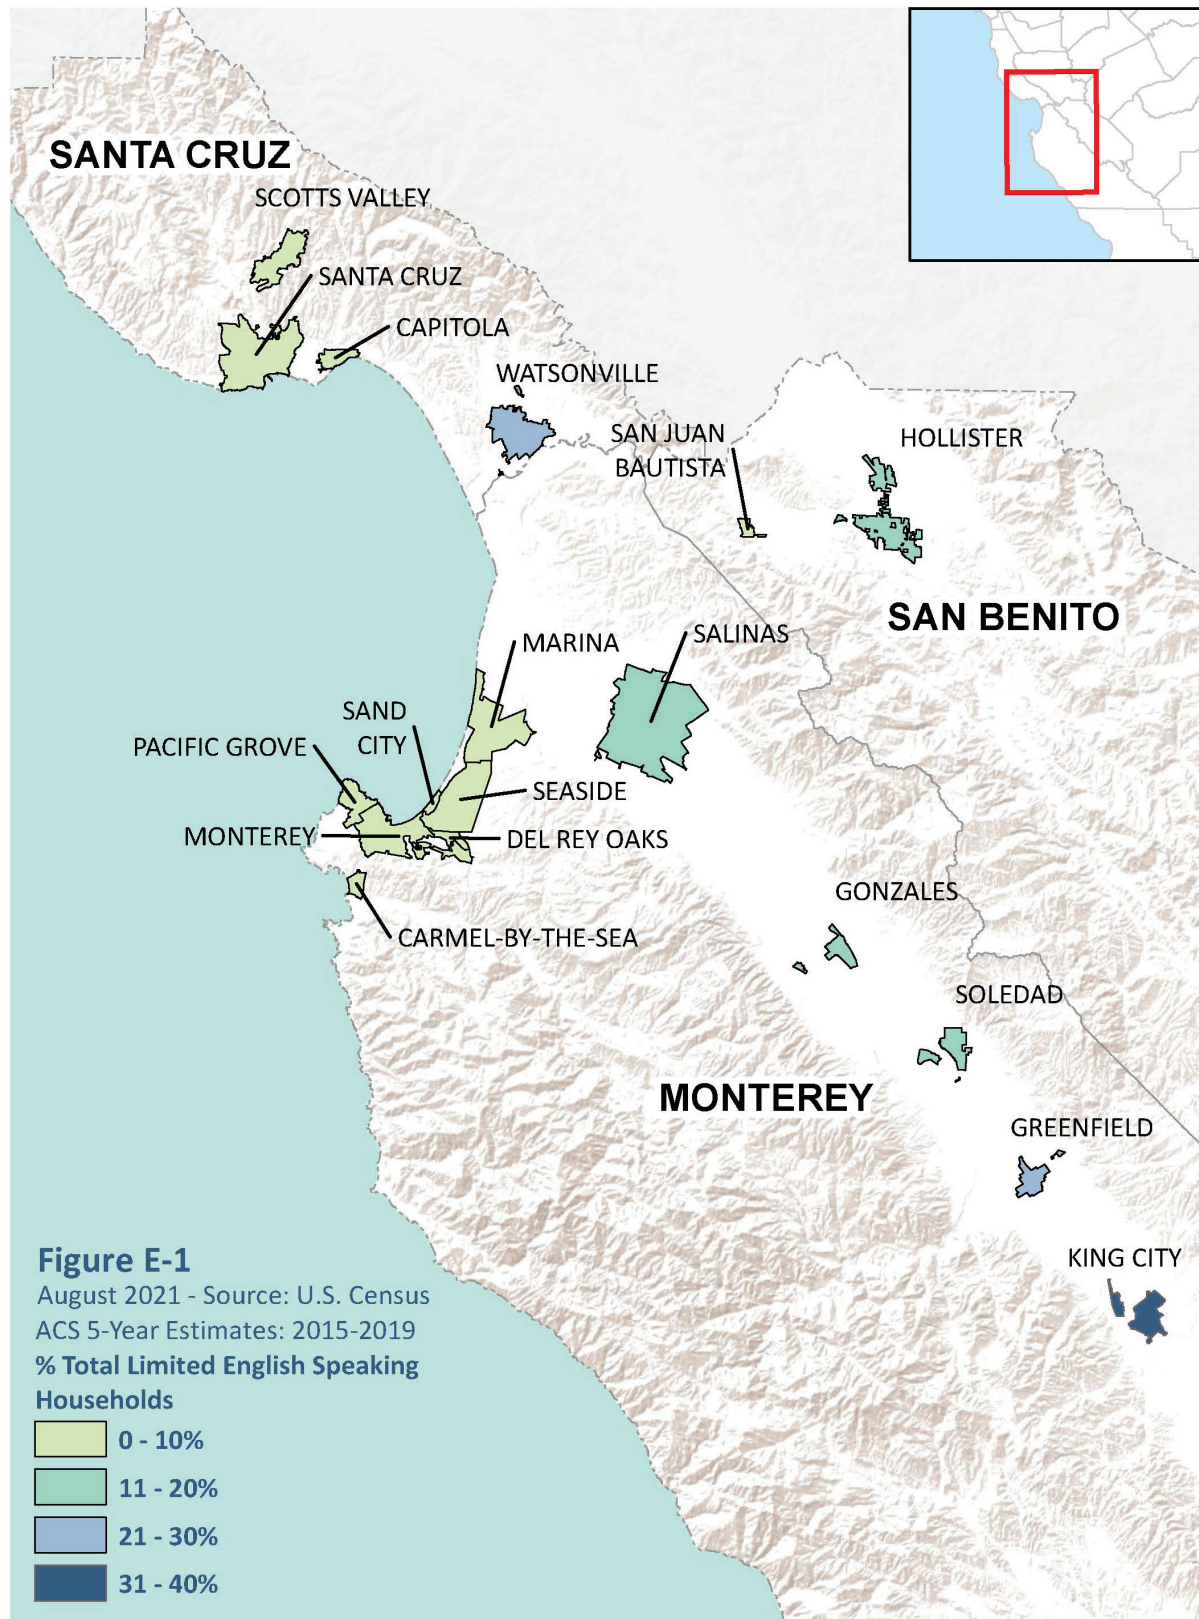 SANTA CRUZ
SCOTTS VALLEY
SANTA CRUZ
CAPITOLA
WATSONVILLE
SAN JUAN
BAUTISTA
HOLLISTER
SAN BENITO
MARINA
SALINAS
SAND
CITY
PACIFIC GROVE
SEASIDE
MONTEREY
DEL REY OAKS
CARMEL-BY-THE-SEA
GONZALES
SOLEDAD
MONTEREY
GREENFIELD
KING CITY
Figure E-1
August 2021 - Source: U.S. Census
ACS 5-Year Estimates: 2015-2019
% Total Limited English Speaking
Households
0 - 10%
11 - 20%
21 - 30%
31 - 40%